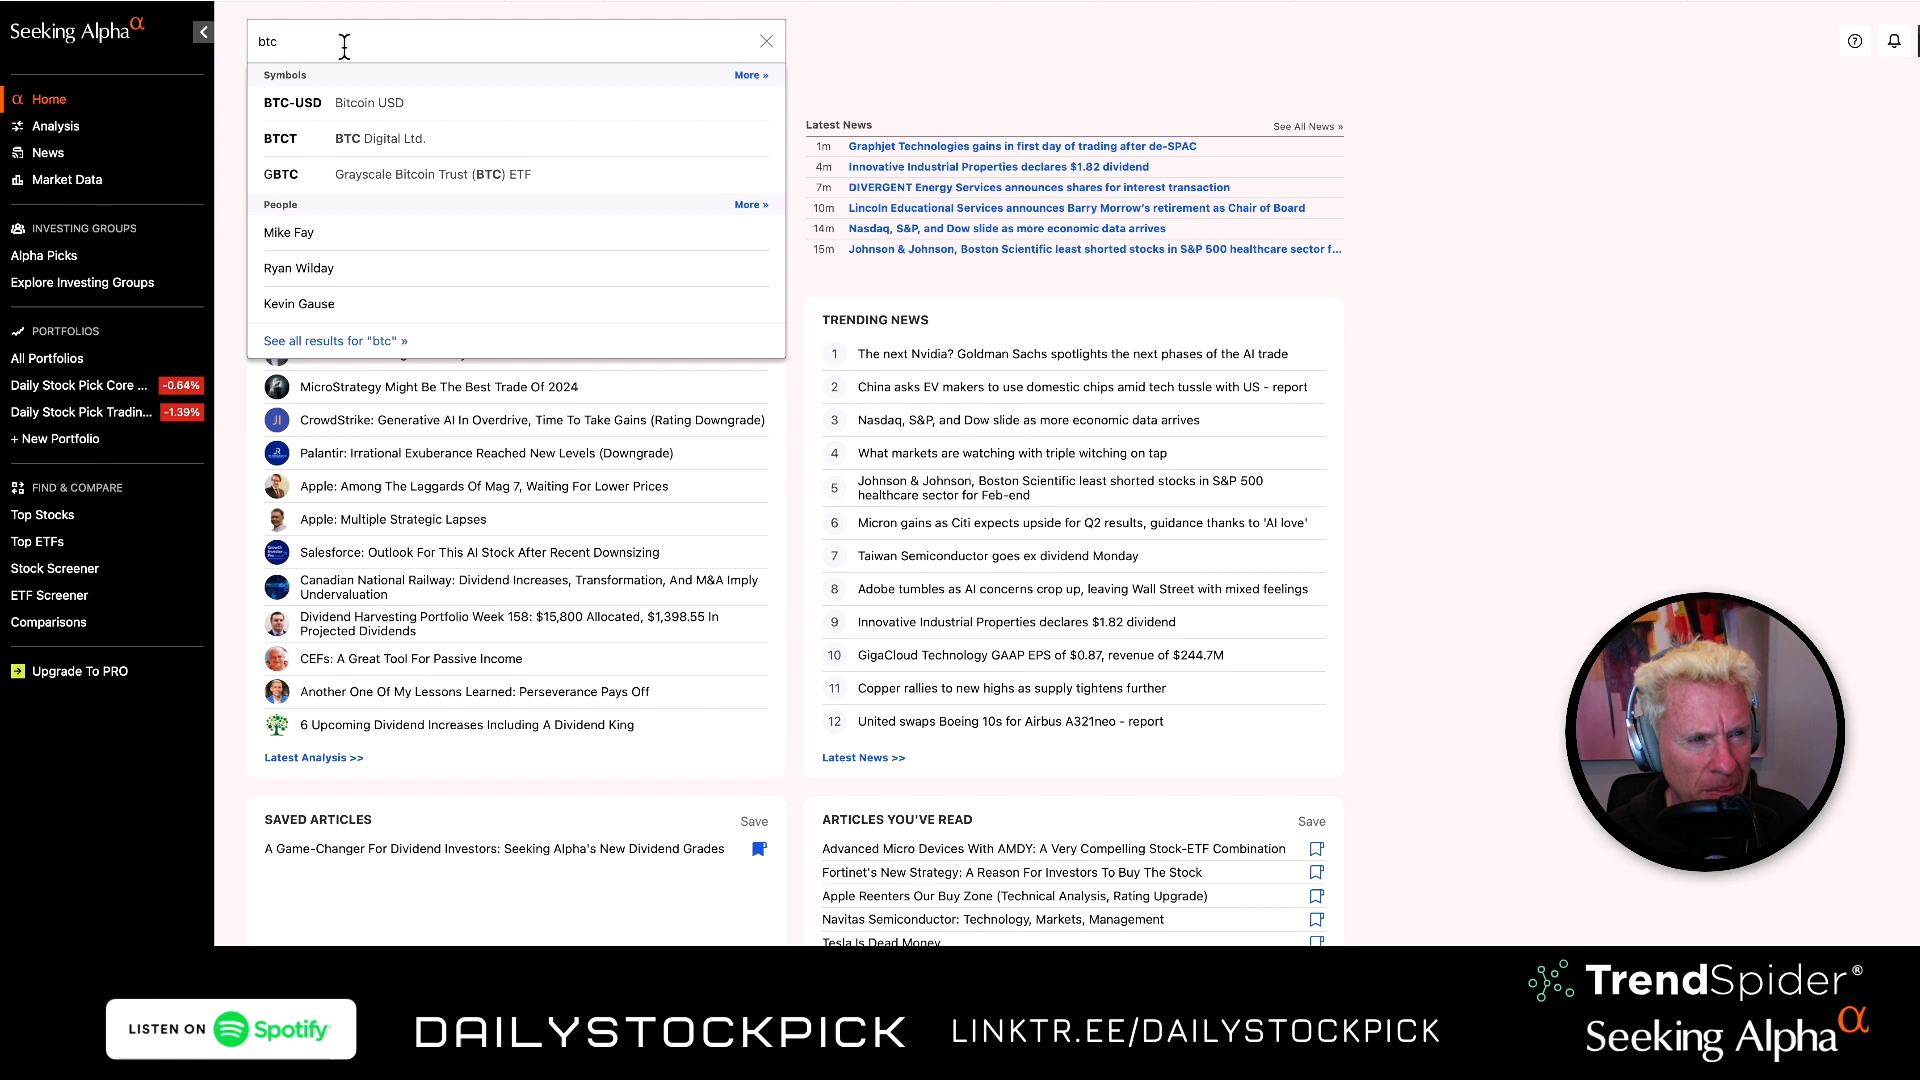 Seeking Alphaα
btc
Symbols
More »
BTC-USD Bitcoin USD
BTCT BTC Digital Ltd.
GBTC Grayscale Bitcoin Trust (BTC) ETF
People
More »
Mike Fay
Ryan Wilday
Kevin Gause
See all results for "btc" »
Home
Analysis
News
Market Data
INVESTING GROUPS
Alpha Picks
Explore Investing Groups
PORTFOLIOS
All Portfolios
Daily Stock Pick Core ... -0.64%
Daily Stock Pick Tradin... -1.39%
+ New Portfolio
FIND & COMPARE
Top Stocks
Top ETFs
Stock Screener
ETF Screener
Comparisons
Upgrade To PRO
MicroStrategy Might Be The Best Trade Of 2024
CrowdStrike: Generative AI In Overdrive, Time To Take Gains (Rating Downgrade)
Palantir: Irrational Exuberance Reached New Levels (Downgrade)
Apple: Among The Laggards Of Mag 7, Waiting For Lower Prices
Apple: Multiple Strategic Lapses
Salesforce: Outlook For This AI Stock After Recent Downsizing
Canadian National Railway: Dividend Increases, Transformation, And M&A Imply
Undervaluation
Dividend Harvesting Portfolio Week 158: $15,800 Allocated, $1,398.55 In
Projected Dividends
CEFs: A Great Tool For Passive Income
Another One Of My Lessons Learned: Perseverance Pays Off
6 Upcoming Dividend Increases Including A Dividend King
Latest Analysis >>
Latest News
See All News »
1m Graphjet Technologies gains in first day of trading after de-SPAC
4m Innovative Industrial Properties declares $1.82 dividend
7m DIVERGENT Energy Services announces shares for interest transaction
10m Lincoln Educational Services announces Barry Morrow's retirement as Chair of Board
14m Nasdaq, S&P, and Dow slide as more economic data arrives
15m Johnson & Johnson, Boston Scientific least shorted stocks in S&P 500 healthcare sector f...
TRENDING NEWS
1 The next Nvidia? Goldman Sachs spotlights the next phases of the AI trade
2 China asks EV makers to use domestic chips amid tech tussle with US - report
3 Nasdaq, S&P, and Dow slide as more economic data arrives
4 What markets are watching with triple witching on tap
5 Johnson & Johnson, Boston Scientific least shorted stocks in S&P 500
healthcare sector for Feb-end
6 Micron gains as Citi expects upside for Q2 results, guidance thanks to 'AI love'
7 Taiwan Semiconductor goes ex dividend Monday
8 Adobe tumbles as AI concerns crop up, leaving Wall Street with mixed feelings
9 Innovative Industrial Properties declares $1.82 dividend
10 GigaCloud Technology GAAP EPS of $0.87, revenue of $244.7M
11 Copper rallies to new highs as supply tightens further
12 United swaps Boeing 10s for Airbus A321neo - report
Latest News >>
SAVED ARTICLES
Save
A Game-Changer For Dividend Investors: Seeking Alpha's New Dividend Grades
ARTICLES YOU'VE READ
Save
Advanced Micro Devices With AMDY: A Very Compelling Stock-ETF Combination
Fortinet's New Strategy: A Reason For Investors To Buy The Stock
Apple Reenters Our Buy Zone (Technical Analysis, Rating Upgrade)
Navitas Semiconductor: Technology, Markets, Management
Tesla Is Dead Money
LISTEN ON Spotify
DAILYSTOCKPICK
LINKTR.EE/DAILYSTOCKPICK
TrendSpider®
Seeking Alphaα